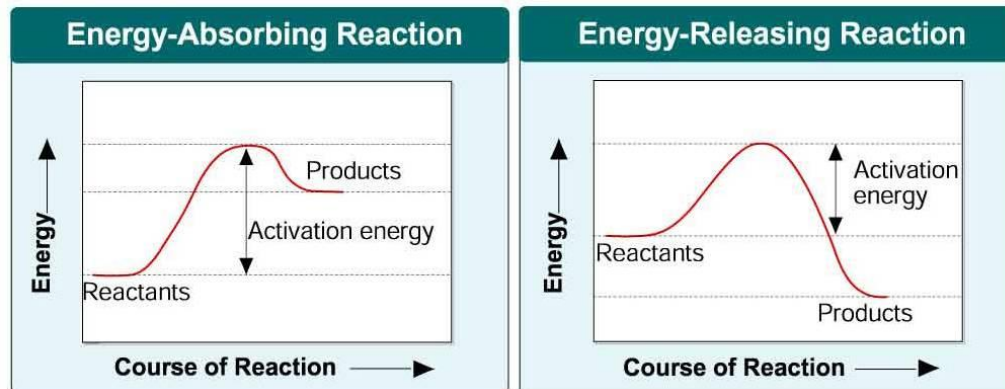 Energy-Absorbing Reaction
Energy
Products
Activation energy
Reactants
Course of Reaction
Energy-Releasing Reaction
Energy
Activation
energy
Reactants
Products
Course of Reaction